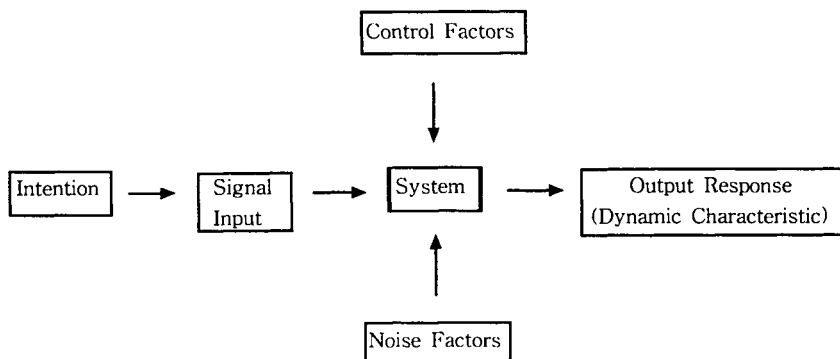 Control Factors
Intention
Signal
Input
System
Output Response
(Dynamic Characteristic)
Noise Factors